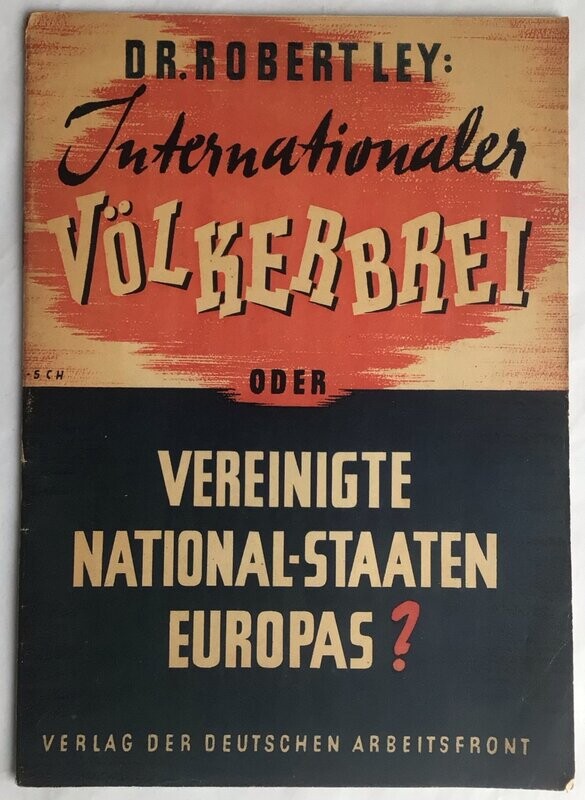 DR. ROBERT LEY:
Internationaler
VÖLKERBREI
SCH
ODER
VEREINIGTE
NATIONAL-STAATEN
EUROPAS?
VERLAG DER DEUTSCHEN ARBEITSFRONT